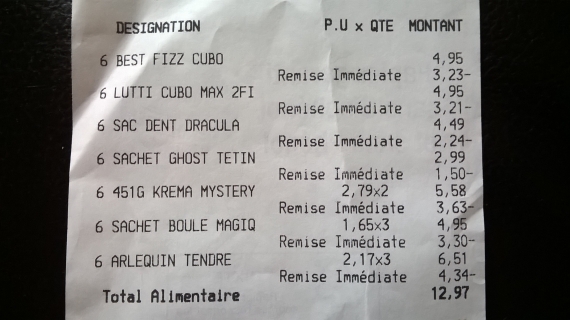 DESIGNATION P.U x QTE MONTANT
6 BEST FIZZ CUBO 4,95
Remise Immédiate 3,23-
6 LUTTI CUBO MAX 2FI 4,95
Remise Immédiate 3,21-
6 SAC DENT DRACULA 4,49
Remise Immédiate 2,24-
6 SACHET GHOST TETIN 2,99
Remise Immédiate 1,50-
6 451G KREMA MYSTERY 2,79x2 5,58
Remise Immédiate 3,63-
6 SACHET BOULE MAGIQ 1,65x3 4,95
Remise Immédiate 3,30-
6 ARLEQUIN TENDRE 2,17x3 6,51
Remise Immédiate 4,34-
Total Alimentaire 12,97